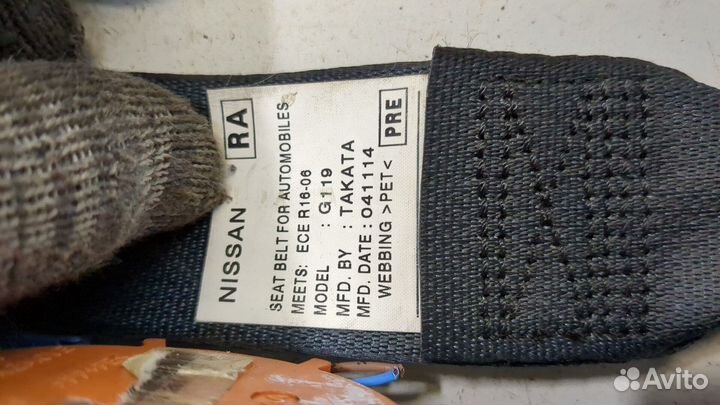 NISSAN RA
SEAT BELT FOR AUTOMOBILES
MEETS: ECE R16-06
MODEL : G119
MFD. BY : TAKATA
MFD. DATE : 041114
WEBBING >PET< PRE
Avito